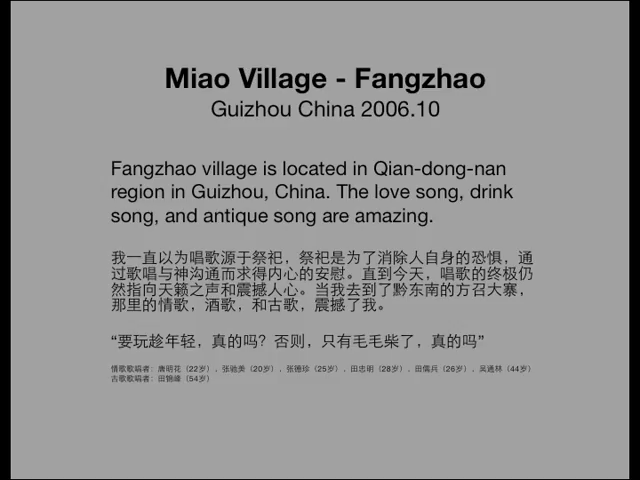 Miao Village - Fangzhao
Guizhou China 2006.10
Fangzhao village is located in Qian-dong-nan
region in Guizhou, China. The love song, drink
song, and antique song are amazing.
我一直以为唱歌源于祭祀，祭祀是为了消除人自身的恐惧，通
过歌唱与神沟通而求得内心的安慰。直到今天，唱歌的终极仍
然指向天籁之声和震撼人心。当我去到了黔东南的方召大寨，
那里的情歌，酒歌，和古歌，震撼了我。
“要玩趁年轻，真的吗？否则，只有毛毛柴了，真的吗”
情歌歌唱者：唐明花（22岁），张驰美（20岁），张德珍（25岁），田忠明（28岁），田儒兵（26岁），吴通林（44岁）
古歌歌唱者：田锦峰（54岁）